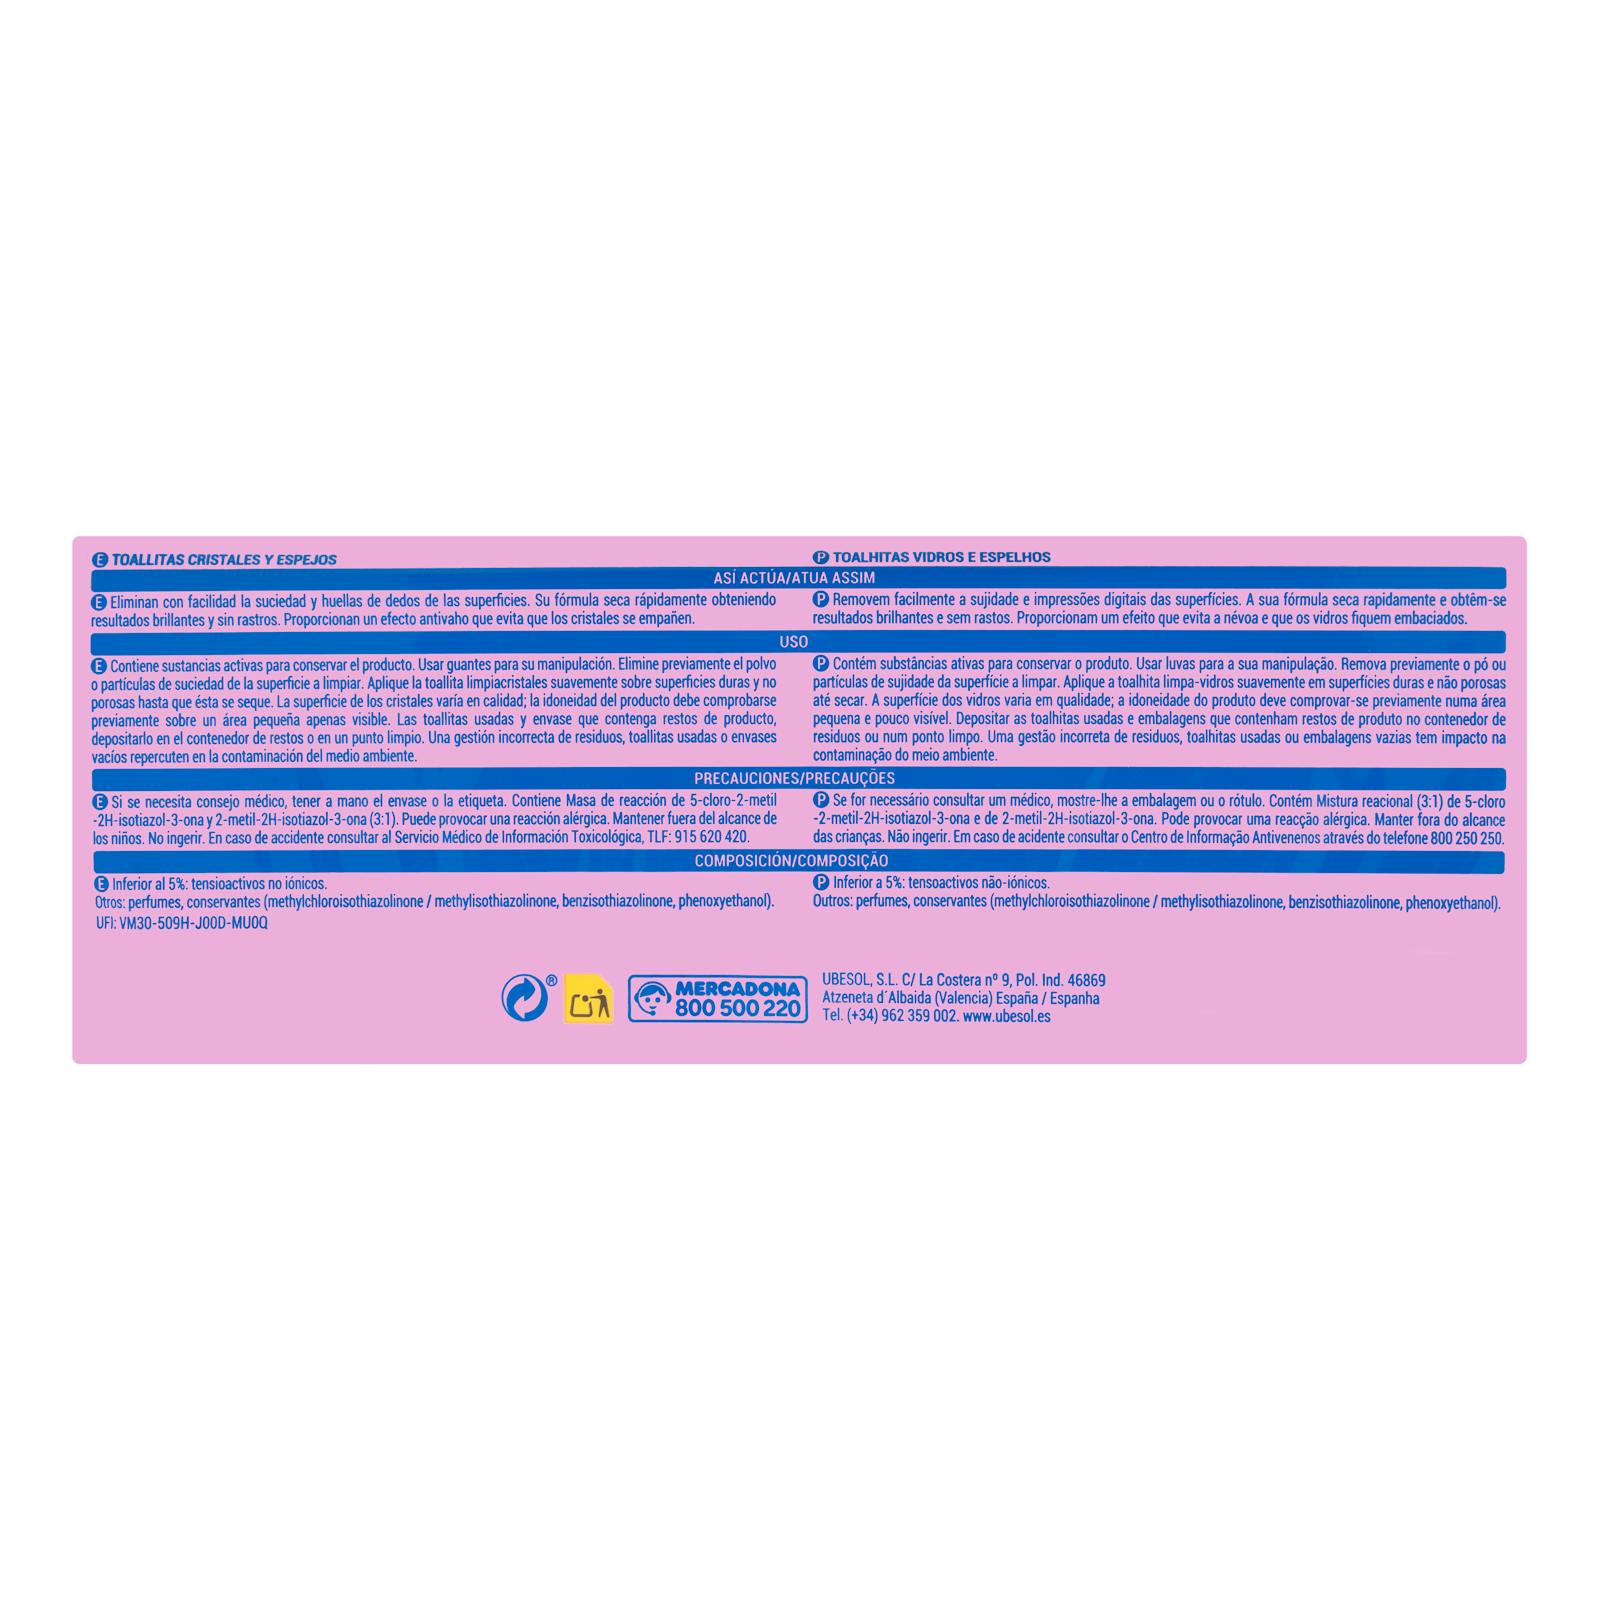 E TOALLITAS CRISTALES Y ESPEJOS
P TOALHITAS VIDROS E ESPELHOS
ASÍ ACTÚA/ATUA ASSIM
E Eliminan con facilidad la suciedad y huellas de dedos de las superficies. Su fórmula seca rápidamente obteniendo
resultados brillantes y sin rastros. Proporcionan un efecto antivaho que evita que los cristales se empañen.
P Removem facilmente a sujidade e impressões digitais das superfícies. A sua fórmula seca rapidamente e obtêm-se
resultados brilhantes e sem rastos. Proporcionam um efeito que evita a névoa e que os vidros fiquem embaciados.
USO
E Contiene sustancias activas para conservar el producto. Usar guantes para su manipulación. Elimine previamente el polvo
o partículas de suciedad de la superficie a limpiar. Aplique la toallita limpiacristales suavemente sobre superficies duras y no
porosas hasta que ésta se seque. La superficie de los cristales varía en calidad; la idoneidad del producto debe comprobarse
previamente sobre un área pequeña apenas visible. Las toallitas usadas y envase que contenga restos de producto,
depositarlo en el contenedor de restos o en un punto limpio. Una gestión incorrecta de residuos, toallitas usadas o envases
vacíos repercuten en la contaminación del medio ambiente.
P Contém substâncias ativas para conservar o produto. Usar luvas para a sua manipulação. Remova previamente o pó ou
partículas de sujidade da superfície a limpar. Aplique a toalhita limpa-vidros suavemente em superfícies duras e não porosas
até secar. A superfície dos vidros varia em qualidade; a idoneidade do produto deve comprovar-se previamente numa área
pequena e pouco visível. Depositar as toalhitas usadas e embalagens que contenham restos de produto no contenedor de
residuos ou num ponto limpo. Uma gestão incorreta de residuos, toalhitas usadas ou embalagens vazias tem impacto na
contaminação do meio ambiente.
PRECAUCIONES/PRECAUÇÕES
E Si se necesita consejo médico, tener a mano el envase o la etiqueta. Contiene Masa de reacción de 5-cloro-2-metil
-2H-isotiazol-3-ona y 2-metil-2H-isotiazol-3-ona (3:1). Puede provocar una reacción alérgica. Mantener fuera del alcance de
los niños. No ingerir. En caso de accidente consultar al Servicio Médico de Información Toxicológica, TLF: 915 620 420.
P Se for necessário consultar um médico, mostre-lhe a embalagem ou o rótulo. Contém Mistura reacional (3:1) de 5-cloro
-2-metil-2H-isotiazol-3-ona e de 2-metil-2H-isotiazol-3-ona. Pode provocar uma reacção alérgica. Manter fora do alcance
das crianças. Não ingerir. Em caso de acidente consultar o Centro de Informação Antivenenos através do telefone 800 250 250.
COMPOSICIÓN/COMPOSIÇÃO
E Inferior al 5%: tensioactivos no iónicos.
Otros: perfumes, conservantes (methylchloroisothiazolinone / methylisothiazolinone, benzisothiazolinone, phenoxyethanol).
UFI: VM30-509H-J00D-MU0Q
P Inferior a 5%: tensoactivos não-iónicos.
Outros: perfumes, conservantes (methylchloroisothiazolinone / methylisothiazolinone, benzisothiazolinone, phenoxyethanol).
®
MERCADONA
800 500 220
UBESOL, S.L. C/ La Costera nº 9, Pol. Ind. 46869
Atzeneta d´Albaida (Valencia) España / Espanha
Tel. (+34) 962 359 002. www.ubesol.es